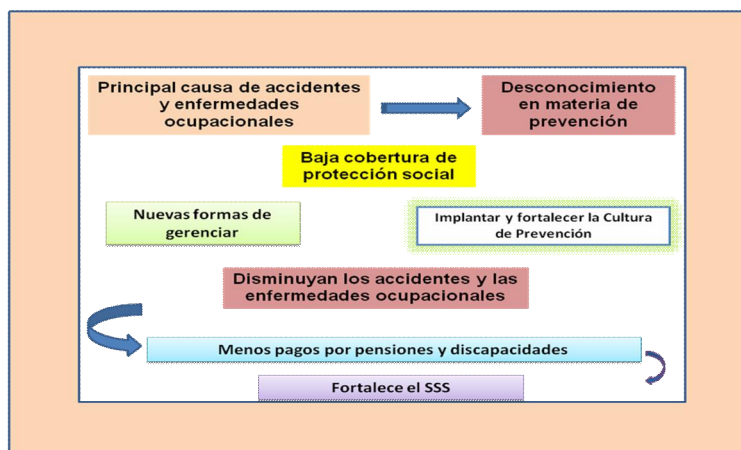 Principal causa de accidentes
y enfermedades
ocupacionales
Desconocimiento
en materia de
prevención
Baja cobertura de
protección social
Nuevas formas de
gerenciar
Implantar y fortalecer la Cultura
de Prevención
Disminuyan los accidentes y las
enfermedades ocupacionales
Menos pagos por pensiones y discapacidades
Fortalece el SSS